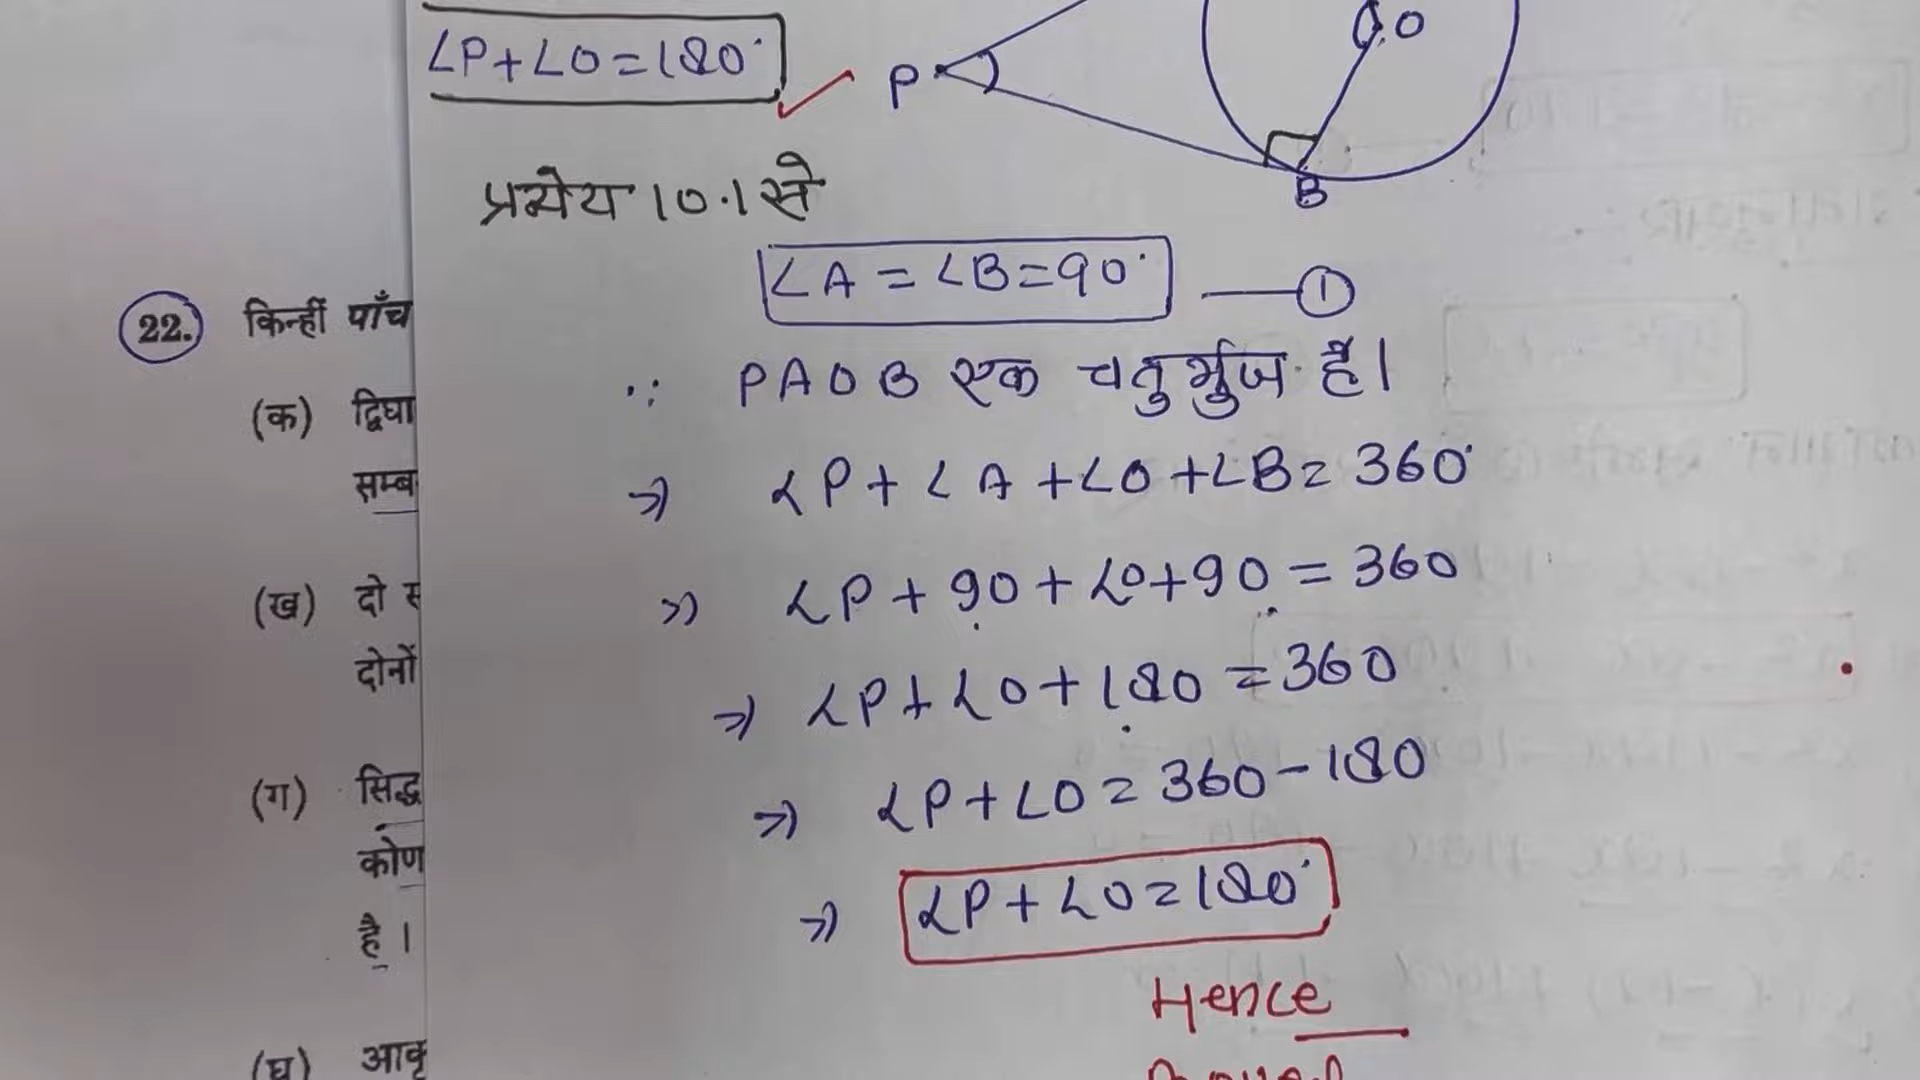 ∠P+∠O=180°
P
O
B
प्रमेय 10.1 से
∠A = ∠B=90° —①
∵ PAOB एक चतुर्भुज है।
⇒ ∠P+∠A+∠O+∠B=360°
⇒ ∠P+90+∠O+90=360
⇒ ∠P+∠O+180=360
⇒ ∠P+∠O=360-180
⇒ ∠P+∠O=180°
Hence
22. किन्हीं पाँच
(क) द्विघा
सम्ब
(ख) दो
दोनों
(ग) सिद्ध
कोण
है।
(घ) आकृ